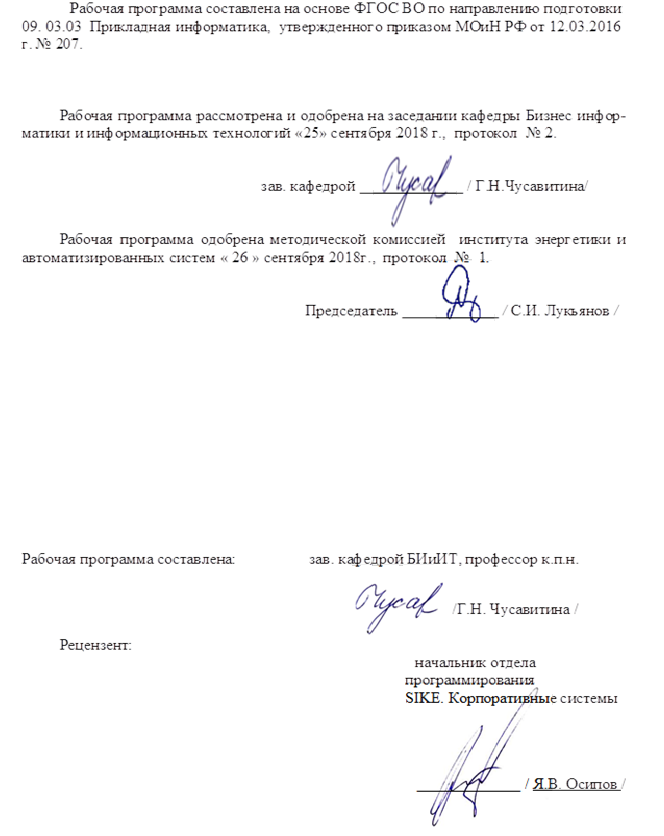 Рабочая программа составлена на основе ФГОС ВО по направлению подготовки
09. 03.03 Прикладная информатика, утвержденного приказом МОиН РФ от 12.03.2016
г. № 207.
Рабочая программа рассмотрена и одобрена на заседании кафедры Бизнес инфор-
матики и информационных технологий «25» сентября 2018 г., протокол № 2.
зав. кафедрой Чусав / Г.Н.Чусавитина/
Рабочая программа одобрена методической комиссией института энергетики и
автоматизированных систем « 26 » сентября 2018г., протокол № 1.
Председатель / С.И. Лукьянов /
Рабочая программа составлена: зав. кафедрой БИиИТ, профессор к.п.н.
Чусав /Г.Н. Чусавитина /
Рецензент:
начальник отдела
программирования
SIKE. Корпоративные системы
/ Я.В. Осипов /